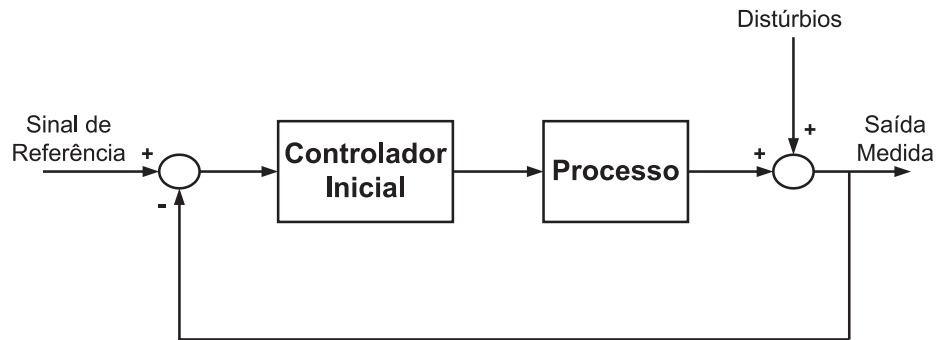 Distúrbios
Sinal de
Referência
+
-
Controlador
Inicial
Processo
+
+
Saída
Medida